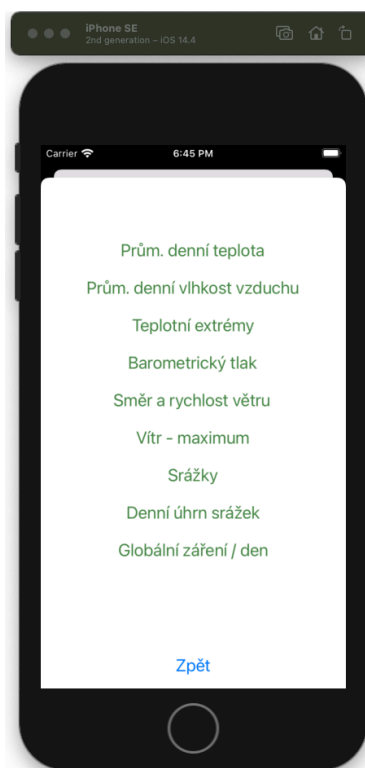 iPhone SE
2nd generation – iOS 14.4
Carrier 6:45 PM
Prům. denní teplota
Prům. denní vlhkost vzduchu
Teplotní extrémy
Barometrický tlak
Směr a rychlost větru
Vítr - maximum
Srážky
Denní úhrn srážek
Globální záření / den
Zpět